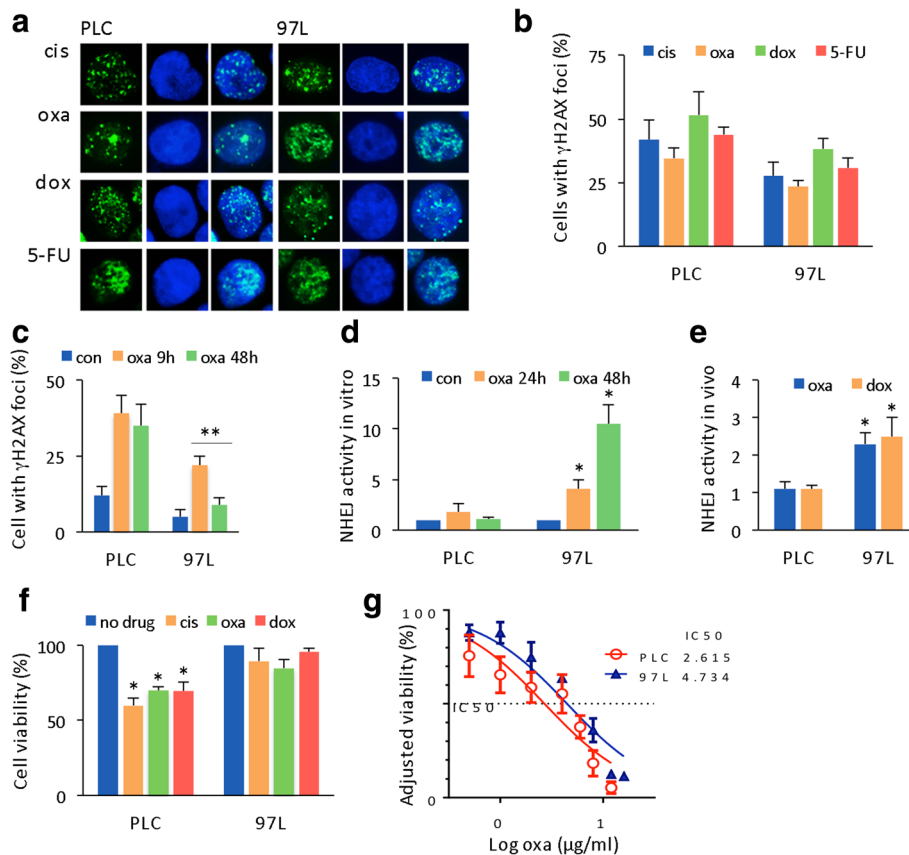 a
PLC 97L
cis
oxa
dox
5-FU
b
Cells with γH2AX foci (%)
75
50
25
0
cis oxa dox 5-FU
PLC 97L
c
Cell with γH2AX foci (%)
con oxa 9h oxa 48h
50
25
0
**
PLC 97L
d
NHEJ activity in vitro
con oxa 24h oxa 48h
15
10
5
0
* *
PLC 97L
e
NHEJ activity in vivo
oxa dox
4
3
2
1
0
* *
PLC 97L
f
Cell viability (%)
no drug cis oxa dox
100
50
0
* * *
PLC 97L
g
Adjusted viability (%)
100
0
IC50
IC50
PLC 2.615
97L 4.734
0 1
Log oxa (µg/ml)